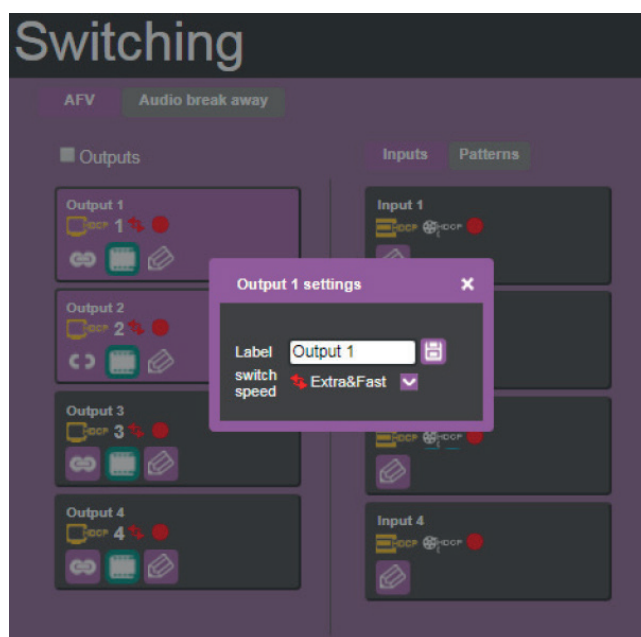 Switching
AFV Audio break away
Outputs
Inputs Patterns
Output 1
1
Output 2
2
Output 3
3
Output 4
4
Input 1
Input 4
Output 1 settings
Label Output 1
switch speed Extra&Fast